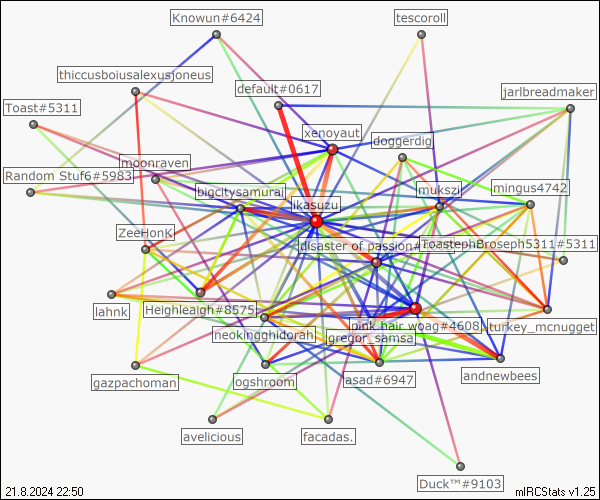 Knowun#6424
tescoroll
thiccusboiusalexusjoneus
default#0617
jarlbreadmaker
Toast#5311
xenoyaut
doggerdig
moonraven
Random Stuf6#5983
bigcitysamurai
mukszi
mingus4742
jikasuzu
ZeeHonK
disaster of passion#
ToastephBroseph5311#5311
lahnk
Heighleaigh#8575
neokingghidorah
pink hair woag#4608
gregor_samsa
turkey_mcnugget
gazpachoman
ogshroom
asad#6947
andnewbees
avelicious
facadas.
Duck™#9103
21.8.2024 22:50
mIRCStats v1.25